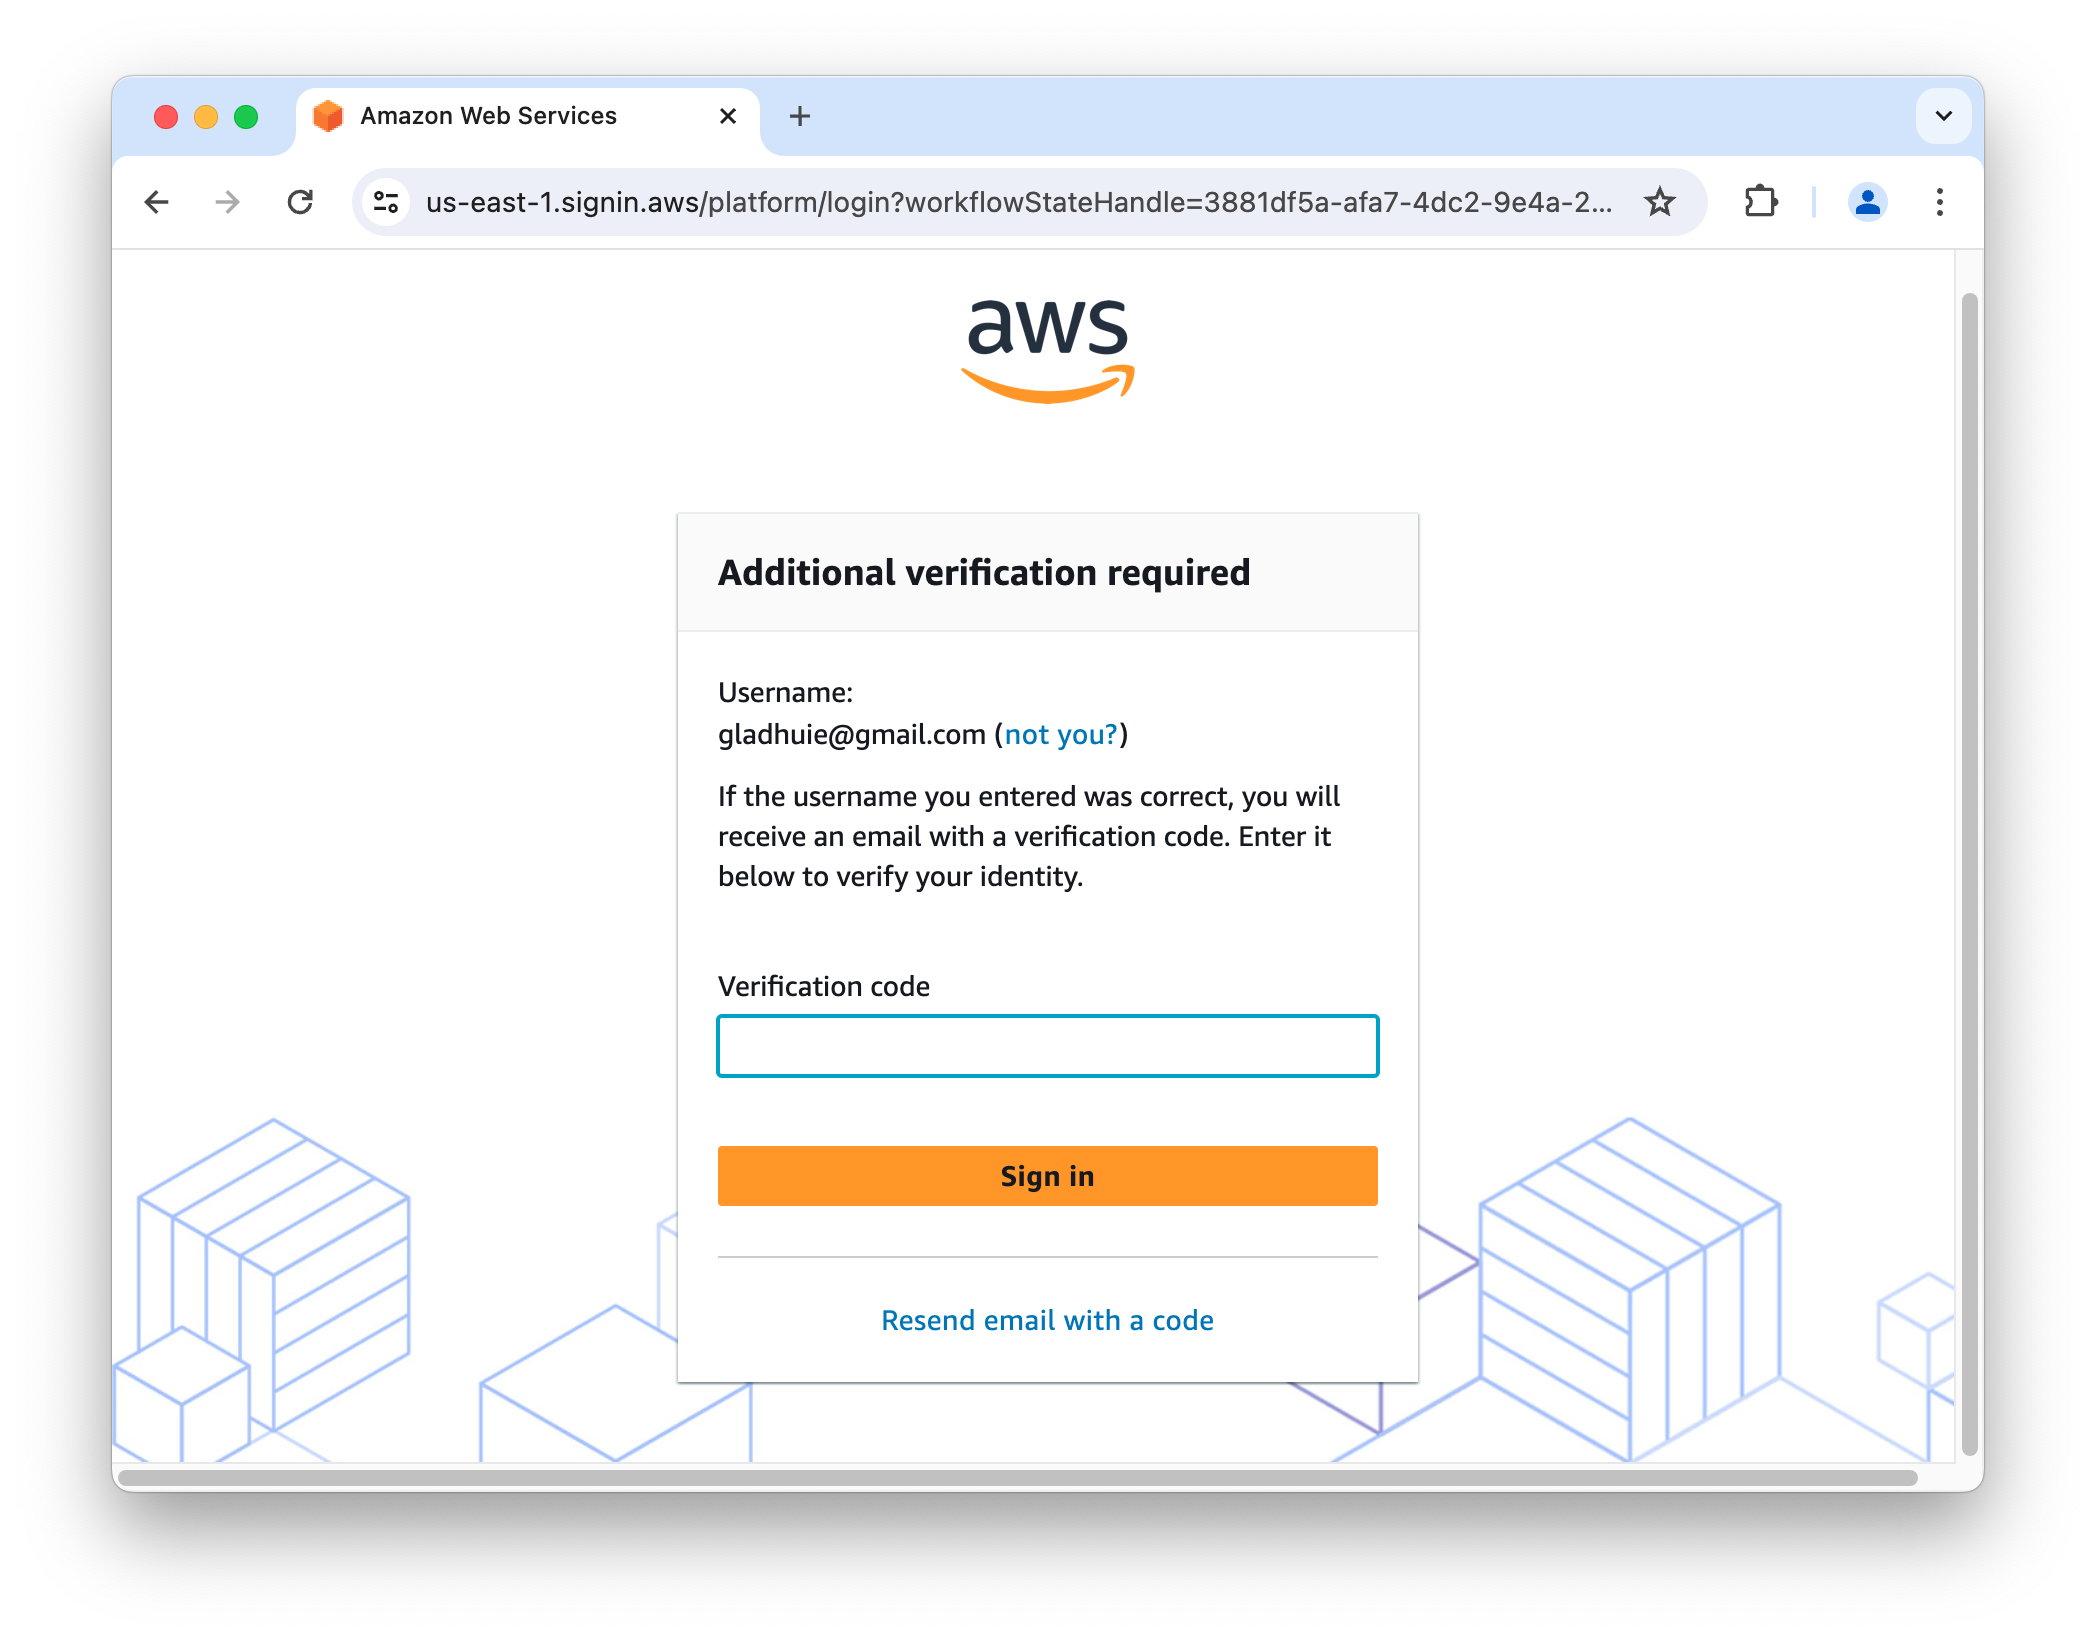 Amazon Web Services
us-east-1.signin.aws/platform/login?workflowStateHandle=3881df5a-afa7-4dc2-9e4a-2...
aws
Additional verification required
Username:
gladhuie@gmail.com (not you?)
If the username you entered was correct, you will
receive an email with a verification code. Enter it
below to verify your identity.
Verification code
Sign in
Resend email with a code